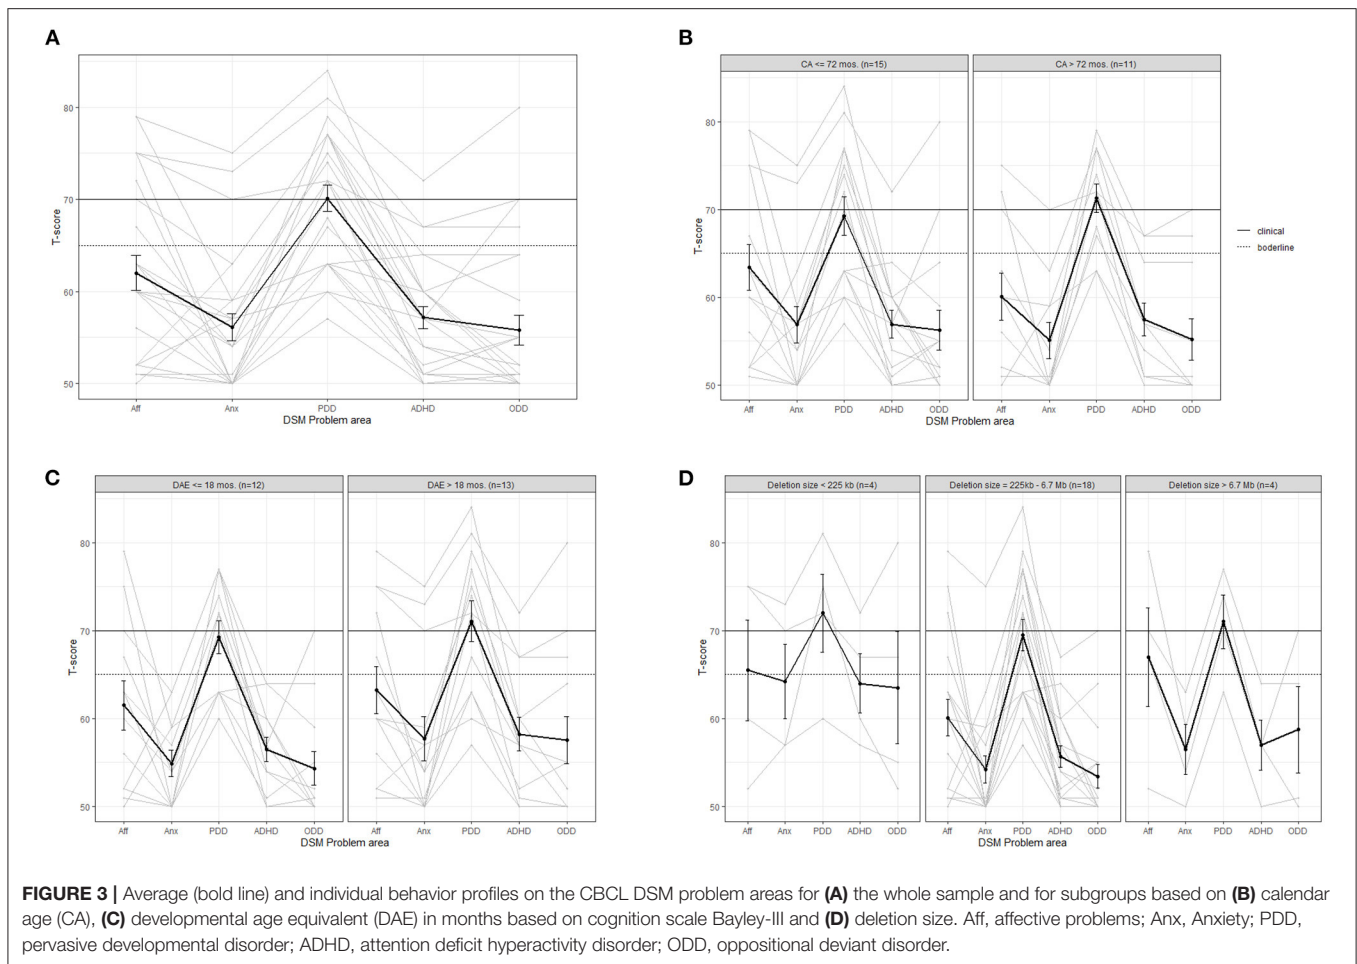 A
80
70
60
50
T-score
Aff Anx PDD ADHD ODD
DSM Problem area
B
CA <= 72 mos. (n=15) CA > 72 mos. (n=11)
80
70
60
50
T-score
Aff Anx PDD ADHD ODD Aff Anx PDD ADHD ODD
DSM Problem area
clinical
boderline
C
DAE <= 18 mos. (n=12) DAE > 18 mos. (n=13)
80
70
60
50
T-score
Aff Anx PDD ADHD ODD Aff Anx PDD ADHD ODD
DSM Problem area
D
Deletion size < 225 kb (n=4) Deletion size = 225kb - 6.7 Mb (n=18) Deletion size > 6.7 Mb (n=4)
80
70
60
50
T-score
Aff Anx PDD ADHD ODD Aff Anx PDD ADHD ODD Aff Anx PDD ADHD ODD
DSM Problem area
FIGURE 3 | Average (bold line) and individual behavior profiles on the CBCL DSM problem areas for (A) the whole sample and for subgroups based on (B) calendar
age (CA), (C) developmental age equivalent (DAE) in months based on cognition scale Bayley-III and (D) deletion size. Aff, affective problems; Anx, Anxiety; PDD,
pervasive developmental disorder; ADHD, attention deficit hyperactivity disorder; ODD, oppositional deviant disorder.